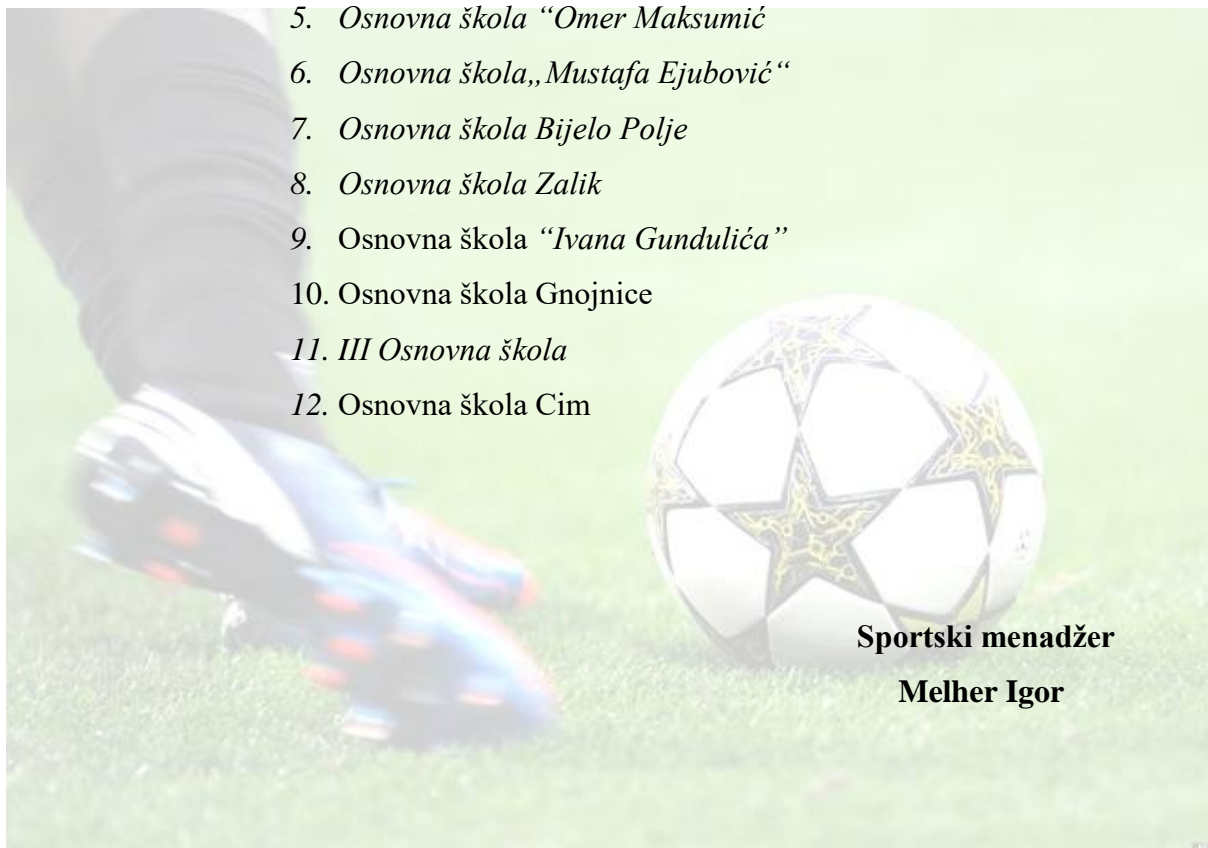 5. Osnovna škola “Omer Maksumić
6. Osnovna škola„Mustafa Ejubović“
7. Osnovna škola Bijelo Polje
8. Osnovna škola Zalik
9. Osnovna škola “Ivana Gundulića”
10. Osnovna škola Gnojnice
11. III Osnovna škola
12. Osnovna škola Cim
Sportski menadžer
Melher Igor